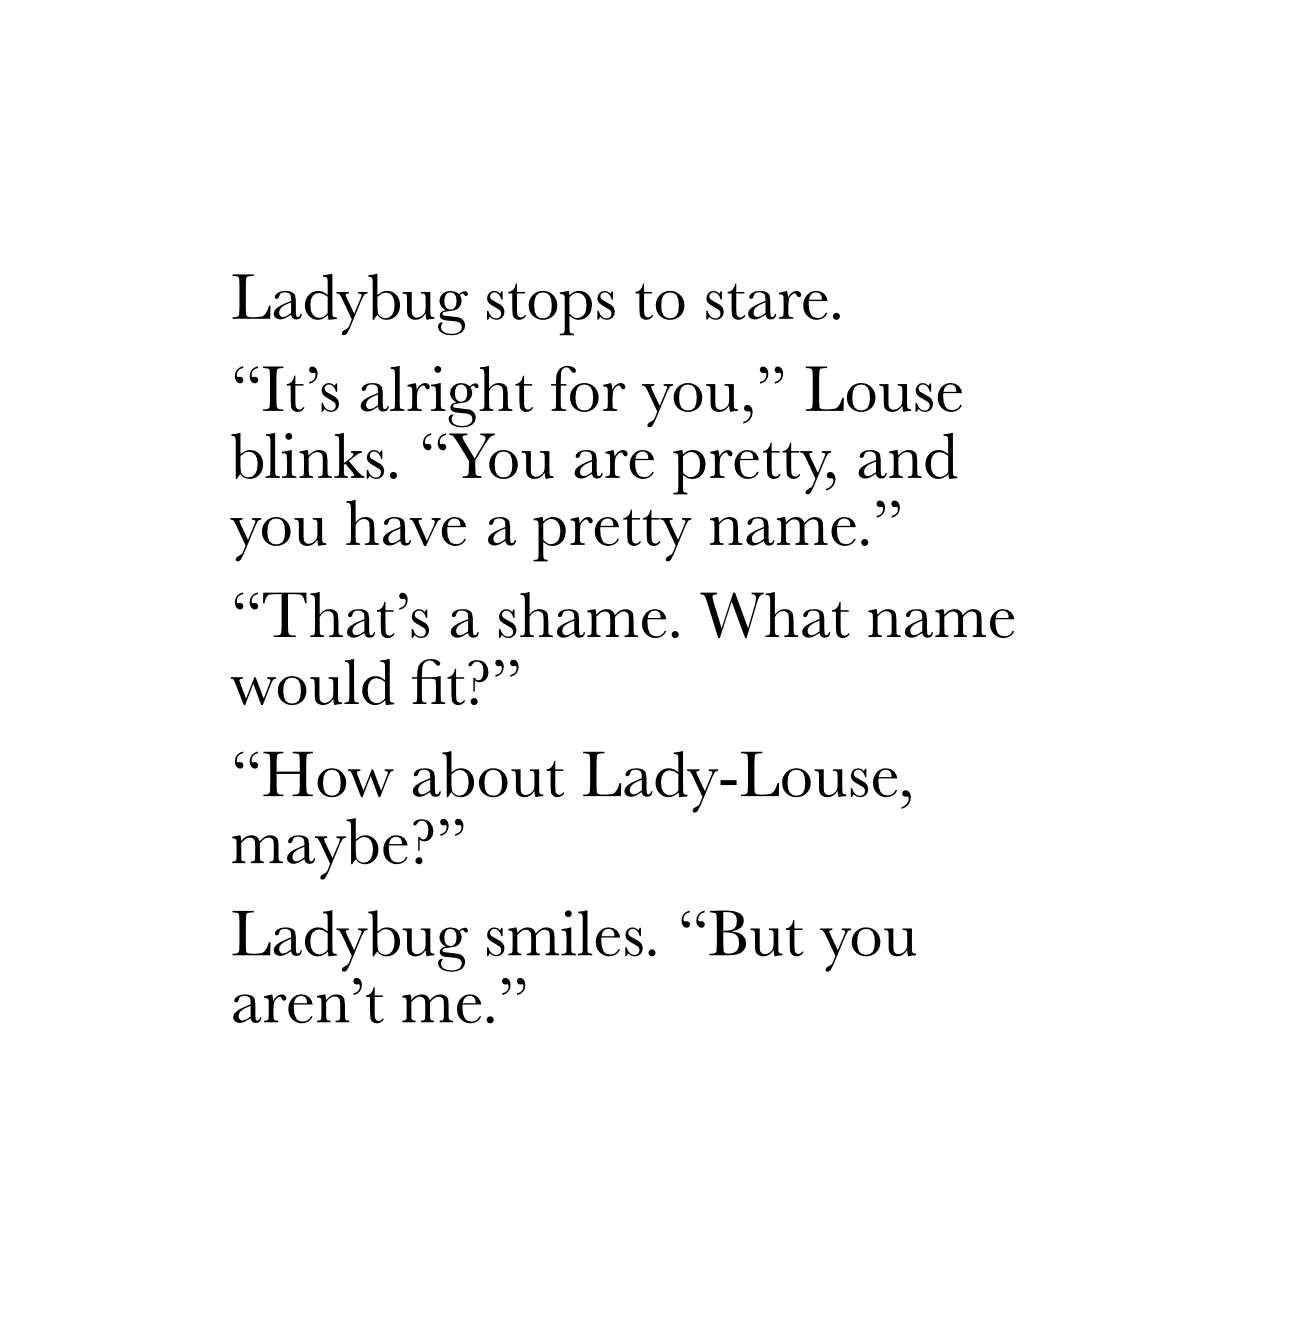 Ladybug stops to stare.
“It’s alright for you,” Louse
blinks. “You are pretty, and
you have a pretty name.”
“That’s a shame. What name
would fit?”
“How about Lady-Louse,
maybe?”
Ladybug smiles. “But you
aren’t me.”